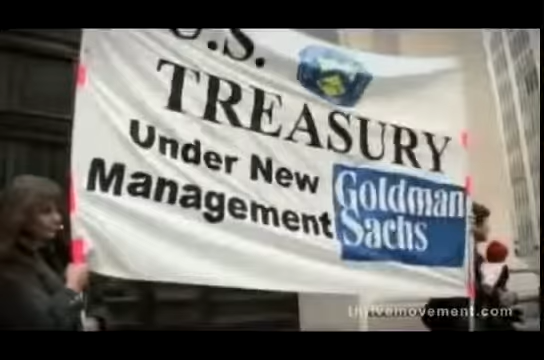 U.S.
TREASURY
Under New
Management
Goldman
Sachs
thrivemovement.com